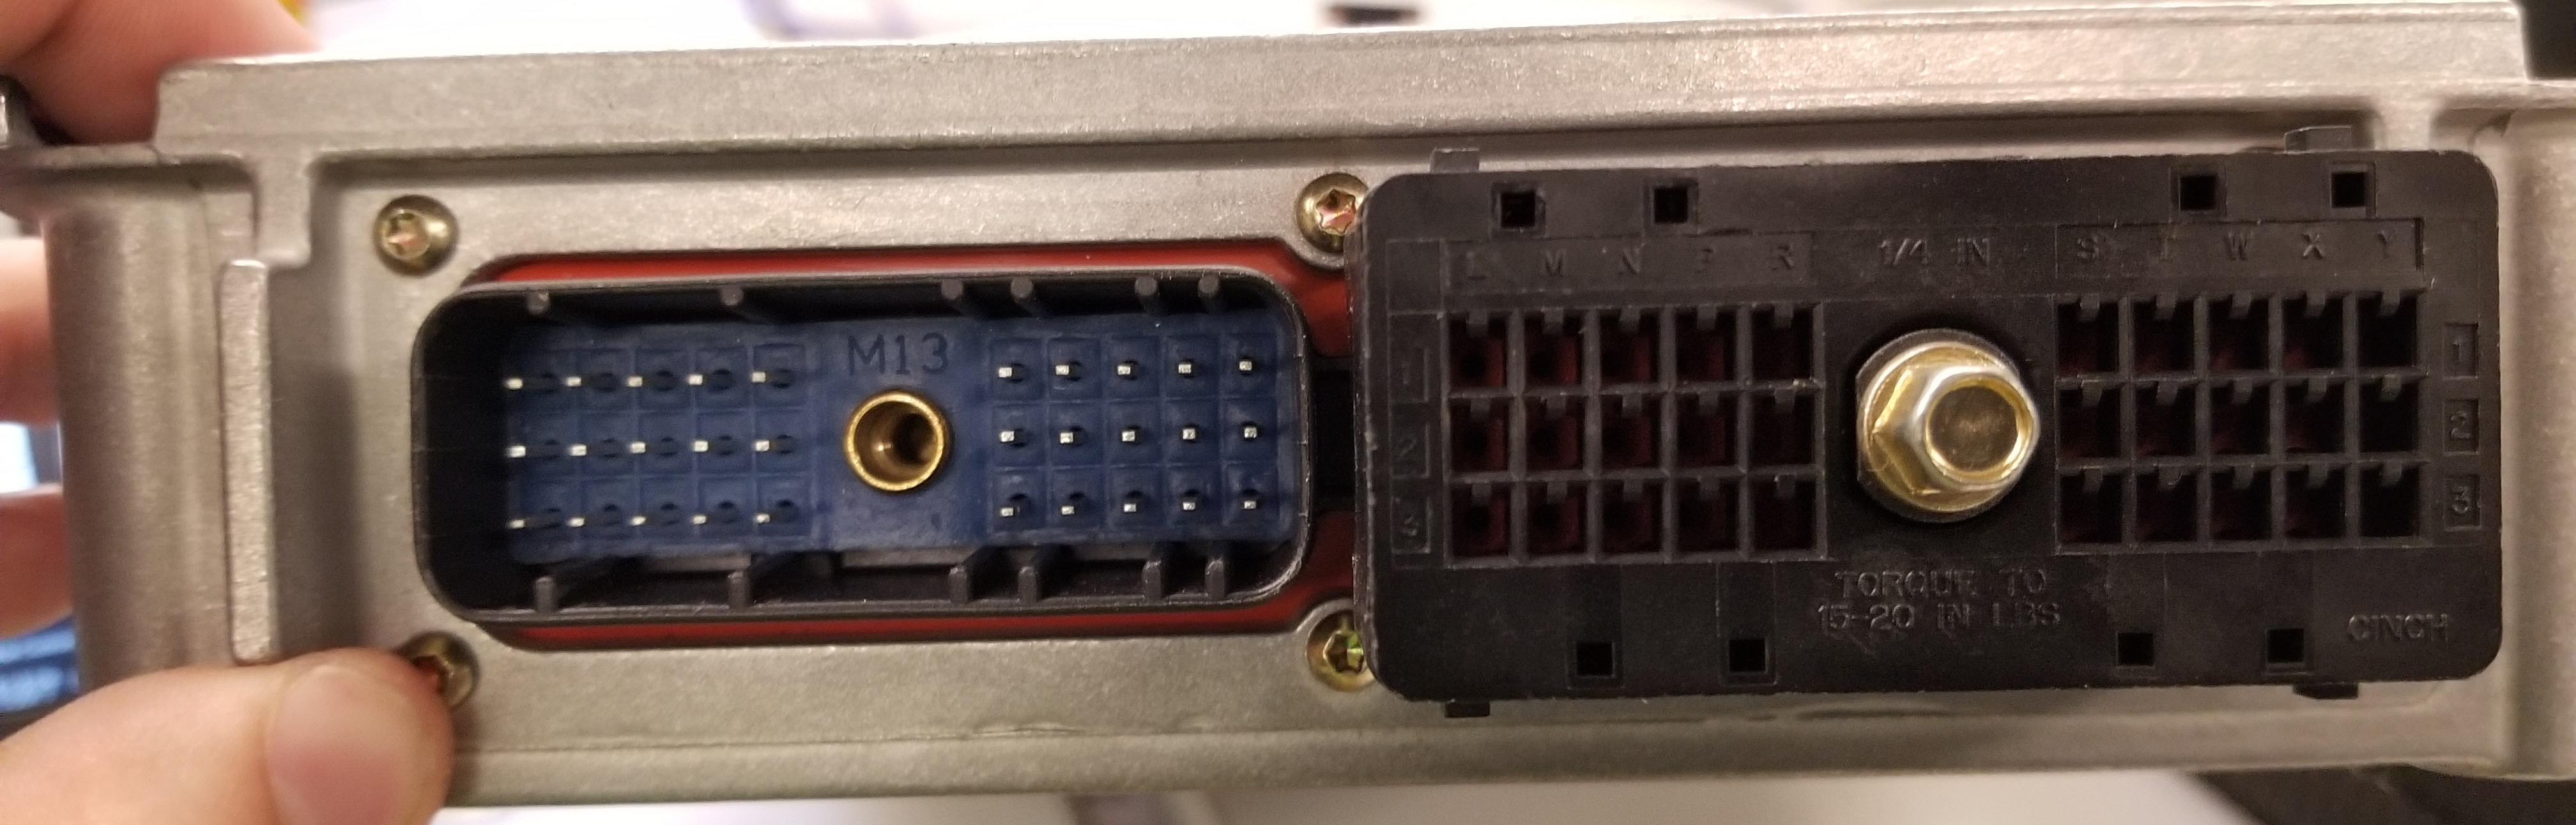 M13
L M N P R 1/4 IN S T W X Y
1 1
2 2
3 3
TORQUE TO
15-20 IN LBS
CINCH